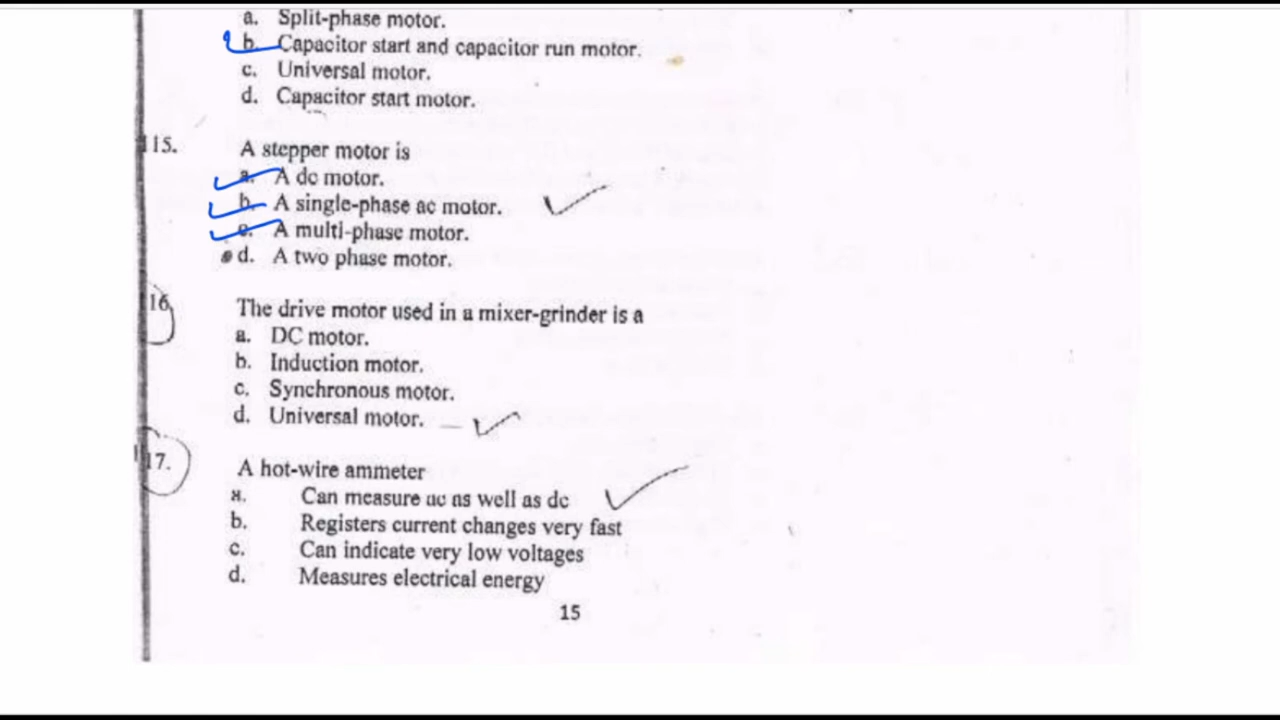 a. Split-phase motor.
b. Capacitor start and capacitor run motor.
c. Universal motor.
d. Capacitor start motor.
115. A stepper motor is
a. A dc motor.
b. A single-phase ac motor.
c. A multi-phase motor.
d. A two phase motor.
116. The drive motor used in a mixer-grinder is a
a. DC motor.
b. Induction motor.
c. Synchronous motor.
d. Universal motor.
117. A hot-wire ammeter
a. Can measure ac as well as dc
b. Registers current changes very fast
c. Can indicate very low voltages
d. Measures electrical energy
15